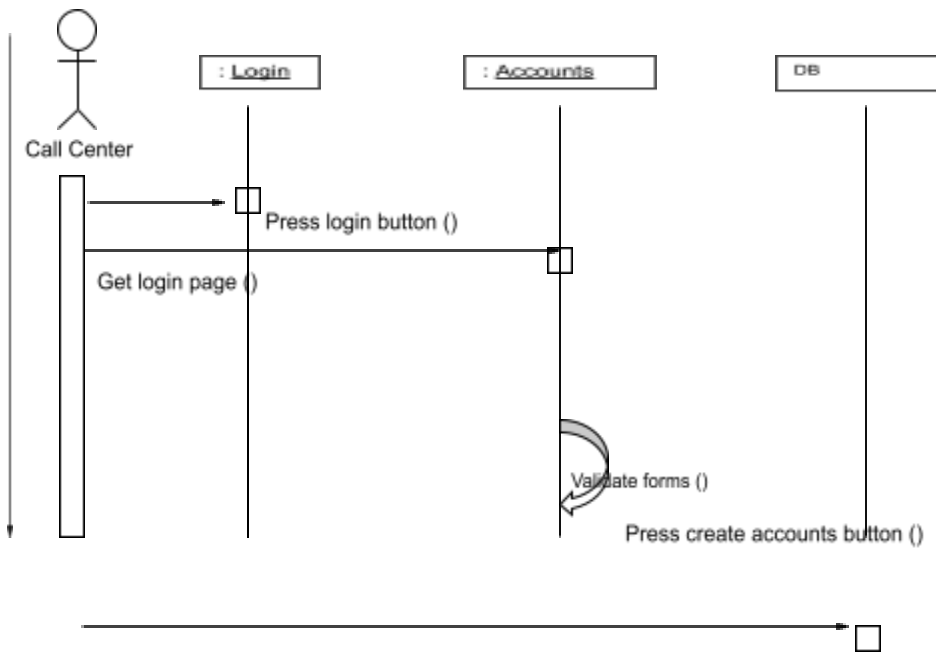 : Login
: Accounts
DB
Call Center
Press login button ()
Get login page ()
Validate forms ()
Press create accounts button ()